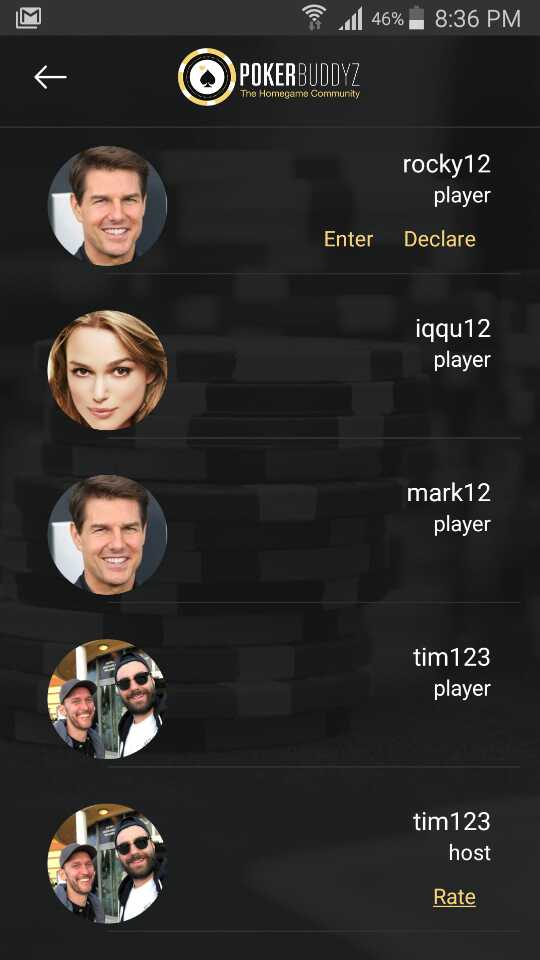 46% 8:36 PM
POKERBUDDYZ
The Homegame Community
rocky12
player
Enter Declare
iqqu12
player
mark12
player
tim123
player
tim123
host
Rate